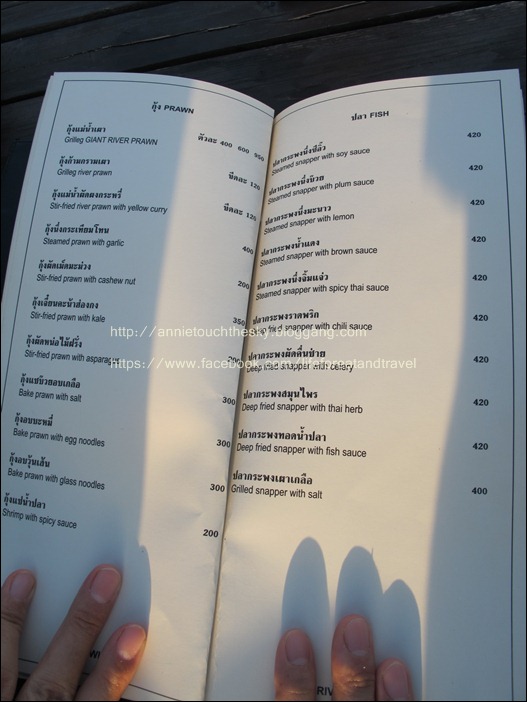 กุ้ง PRAWN
กุ้งแม่น้ำเผา
Grilleg GIANT RIVER PRAWN
ตัวละ 400 600 950
กุ้งก้ามกรามเผา
Grilleg river prawn
ขีดละ 120
กุ้งแม่น้ำผัดผงกระหรี่
Stir-fried river prawn with yellow curry
ขีดละ 120
กุ้งนึ่งกระเทียมโทน
Steamed prawn with garlic
400
กุ้งผัดเม็ดมะม่วง
Stir-fried prawn with cashew nut
200
กุ้งเจี๋ยนคะน้าฮ่องกง
Stir-fried prawn with kale
350
กุ้งผัดหน่อไม้ฝรั่ง
Stir-fried prawn with asparagus
200
กุ้งแชบ๊วยอบเกลือ
Bake prawn with salt
300
กุ้งอบบะหมี่
Bake prawn with egg noodles
300
กุ้งอบวุ้นเส้น
Bake prawn with glass noodles
300
กุ้งแช่น้ำปลา
Shrimp with spicy sauce
200
ปลา FISH
ปลากระพงนึ่งซีอิ๊ว 420
Steamed snapper with soy sauce
ปลากระพงนึ่งบ๊วย 420
Steamed snapper with plum sauce
ปลากระพงนึ่งมะนาว 420
Steamed snapper with lemon
ปลากระพงน้ำแดง 420
Steamed snapper with brown sauce
ปลากระพงนึ่งจิ้มแจ่ว 420
Steamed snapper with spicy thai sauce
ปลากระพงราดพริก 420
Deep fried snapper with chili sauce
ปลากระพงผัดคื่นช่าย 420
Deep fried snapper with celery
ปลากระพงสมุนไพร 420
Deep fried snapper with thai herb
ปลากระพงทอดน้ำปลา 420
Deep fried snapper with fish sauce
ปลากระพงเผาเกลือ 400
Grilled snapper with salt
http://annietouchthesky.bloggang.com